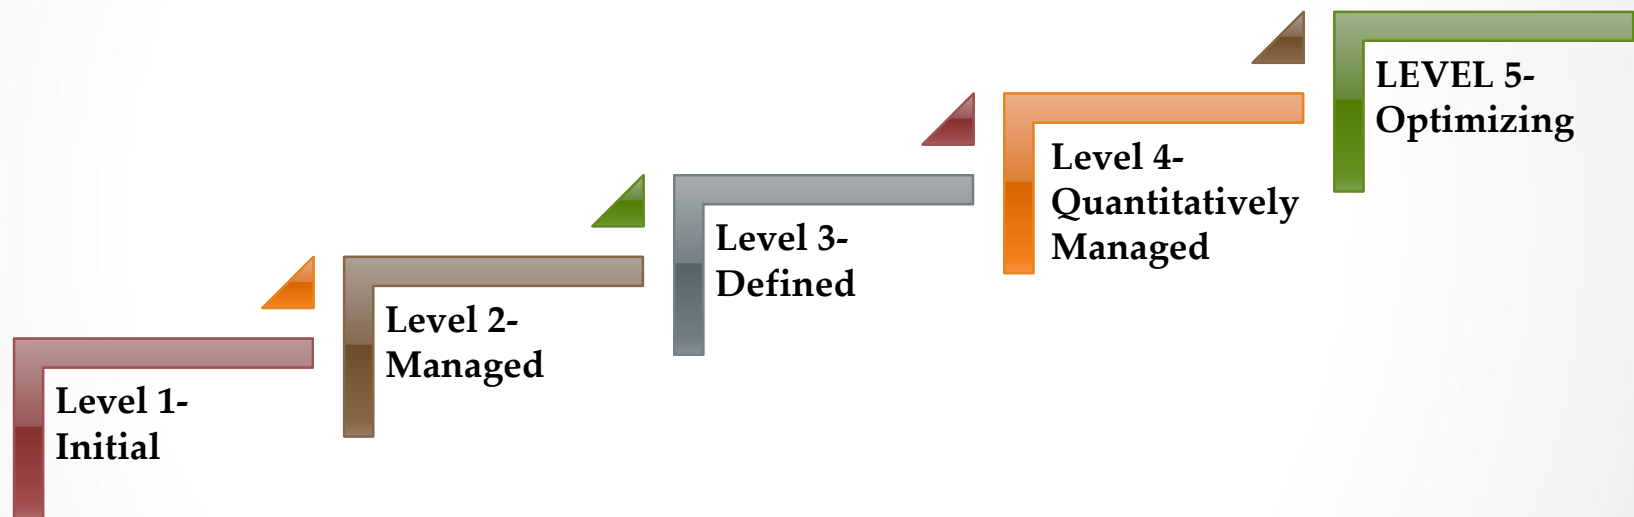 Level 1-
Initial
Level 2-
Managed
Level 3-
Defined
Level 4-
Quantitatively
Managed
LEVEL 5-
Optimizing